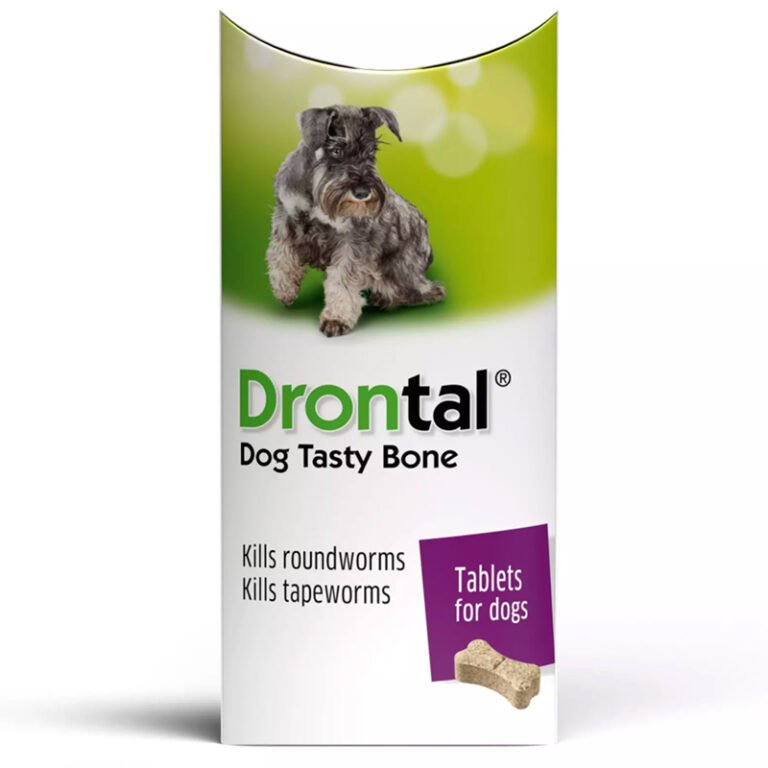 Drontal®
Dog Tasty Bone
Kills roundworms
Kills tapeworms
Tablets
for dogs